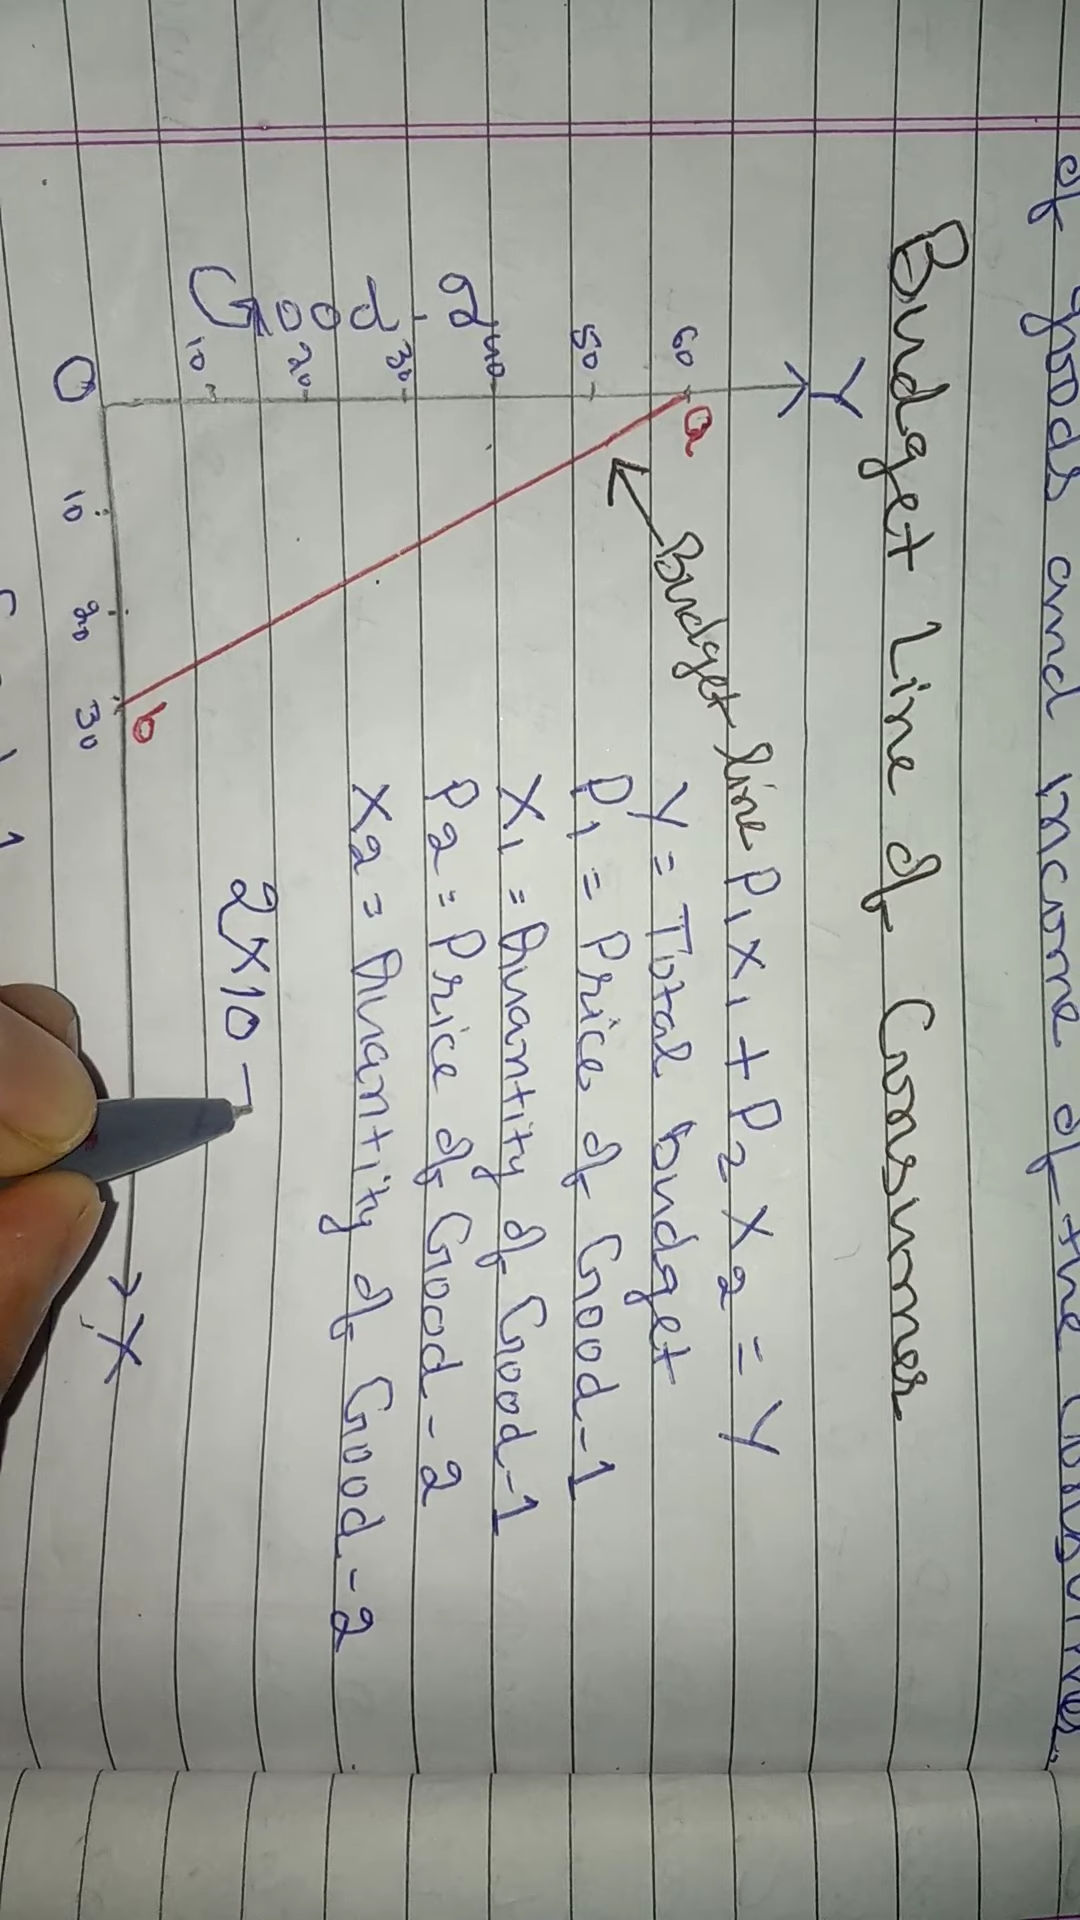 of goods and income of the Consumer.
Budget Line of Consumer
Y
60
a
Budget line P1X1 + P2X2 = Y
50
Y = Total budget
40
P1 = Price of Good-1
X1 = Quantity of Good-1
30
P2 = Price of Good-2
20
X2 = Quantity of Good-2
10
Good-2
2X10 -
b
O
10
20
30
X